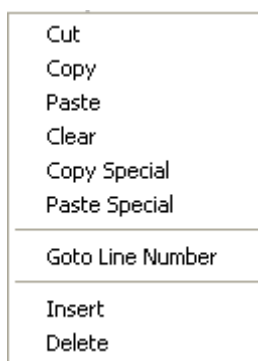 Cut
Copy
Paste
Clear
Copy Special
Paste Special
Goto Line Number
Insert
Delete